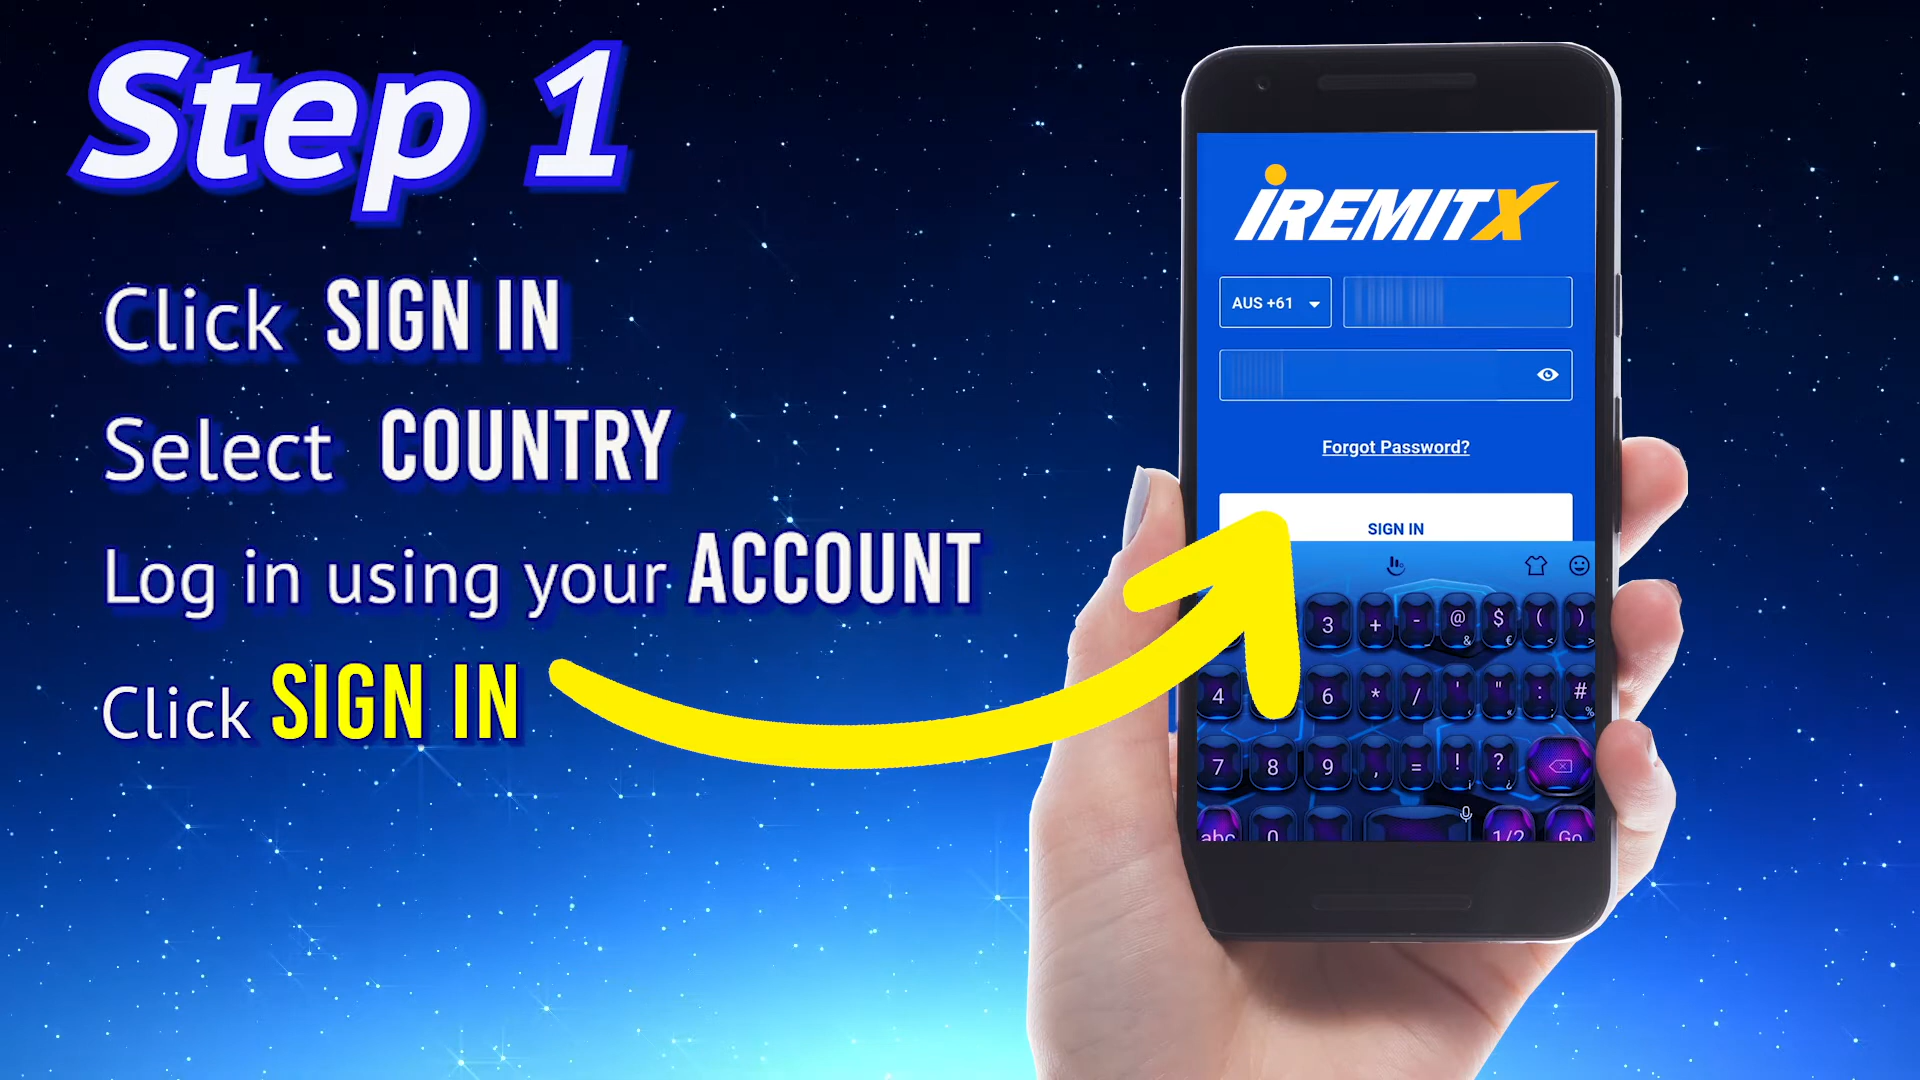 Step 1
Click SIGN IN
Select COUNTRY
Log in using your ACCOUNT
Click SIGN IN
iREMITX
AUS +61
Forgot Password?
SIGN IN
3 + - @ & $ € ( < ) >
4 6 * / ' ‹ " « : ; # %
7 8 9 , = ! ¡ ? ¿
abc 0 1/2 Go